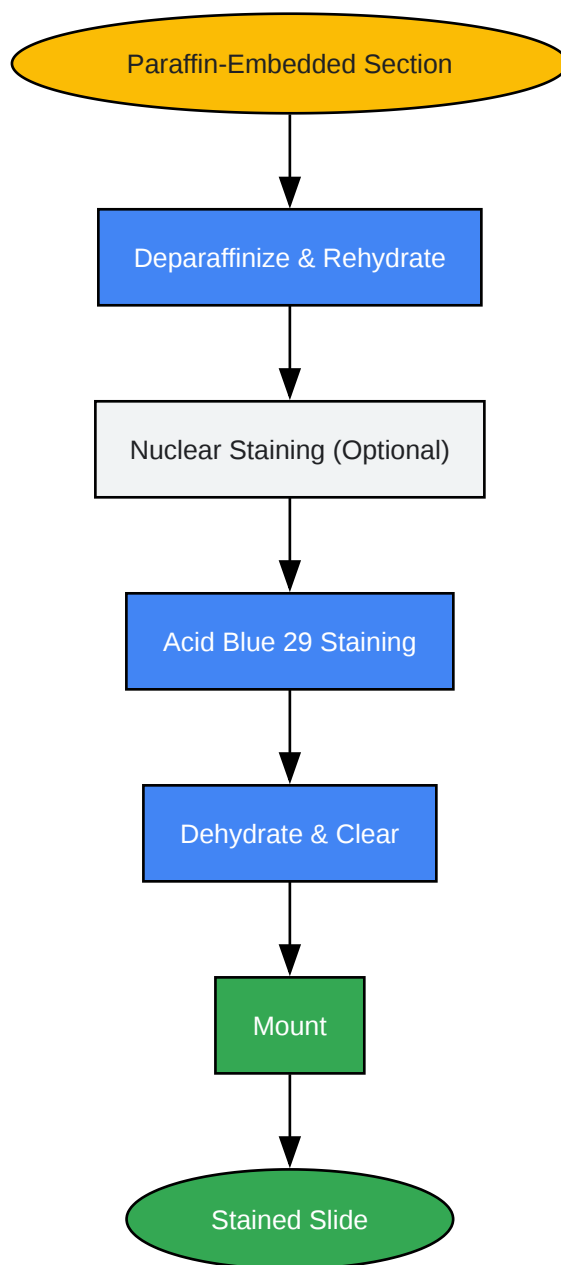 Paraffin-Embedded Section
Deparaffinize & Rehydrate
Nuclear Staining (Optional)
Acid Blue 29 Staining
Dehydrate & Clear
Mount
Stained Slide